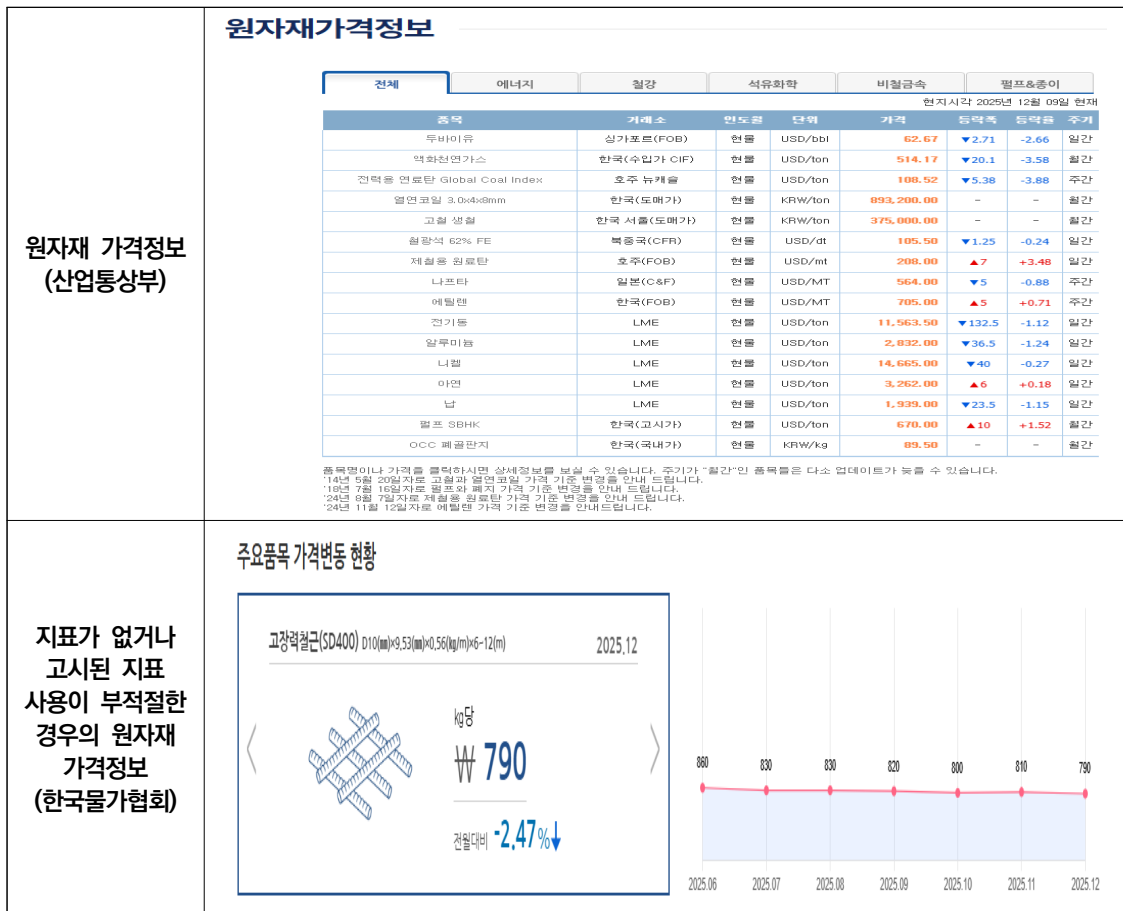 원자재가격정보
전체 에너지 철강 석유화학 비철금속 펄프&종이
현지시각 2025년 12월 09일 현재
품목 거래소 인도월 단위 가격 등락폭 등락율 주기
두바이유 싱가포르(FOB) 현물 USD/bbl 62.67 ▼2.71 -2.66 일간
액화천연가스 한국(수입가 CIF) 현물 USD/ton 514.17 ▼20.1 -3.58 월간
전력용 연료탄 Global Coal Index 호주 뉴캐슬 현물 USD/ton 108.52 ▼5.38 -3.88 주간
열연코일 3.0x4x8mm 한국(도매가) 현물 KRW/ton 893,200.00 - - 월간
고철 생철 한국 서울(도매가) 현물 KRW/ton 375,000.00 - - 월간
철광석 62% FE 북중국(CFR) 현물 USD/dt 105.50 ▼1.25 -0.24 일간
제철용 원료탄 호주(FOB) 현물 USD/mt 208.00 ▲7 +3.48 일간
나프타 일본(C&F) 현물 USD/MT 564.00 ▼5 -0.88 주간
에틸렌 한국(FOB) 현물 USD/MT 705.00 ▲5 +0.71 주간
전기동 LME 현물 USD/ton 11,563.50 ▼132.5 -1.12 일간
알루미늄 LME 현물 USD/ton 2,832.00 ▼36.5 -1.24 일간
니켈 LME 현물 USD/ton 14,665.00 ▼40 -0.27 일간
아연 LME 현물 USD/ton 3,262.00 ▲6 +0.18 일간
납 LME 현물 USD/ton 1,939.00 ▼23.5 -1.15 일간
펄프 SBHK 한국(고시가) 현물 USD/ton 670.00 ▲10 +1.52 월간
OCC 폐골판지 한국(국내가) 현물 KRW/kg 89.50 - - 월간
품목명이나 가격을 클릭하시면 상세정보를 보실 수 있습니다. 주기가 "월간"인 품목들은 다소 업데이트가 늦을 수 있습니다.
'14년 5월 20일자로 고철과 열연코일 가격 기준 변경을 안내 드립니다.
'18년 7월 16일자로 펄프와 폐지 가격 기준 변경을 안내 드립니다.
'24년 8월 7일자로 제철용 원료탄 가격 기준 변경을 안내 드립니다.
'24년 11월 12일자로 에틸렌 가격 기준 변경을 안내드립니다.
원자재 가격정보
(산업통상부)
지표가 없거나
고시된 지표
사용이 부적절한
경우의 원자재
가격정보
(한국물가협회)
주요품목 가격변동 현황
고장력철근(SD400) D10(㎜)×9,53(㎜)×0,56(㎏/m)×6~12(m) 2025.12
kg당
₩ 790
전월대비 -2.47%↓
860 830 830 820 800 810 790
2025.06 2025.07 2025.08 2025.09 2025.10 2025.11 2025.12